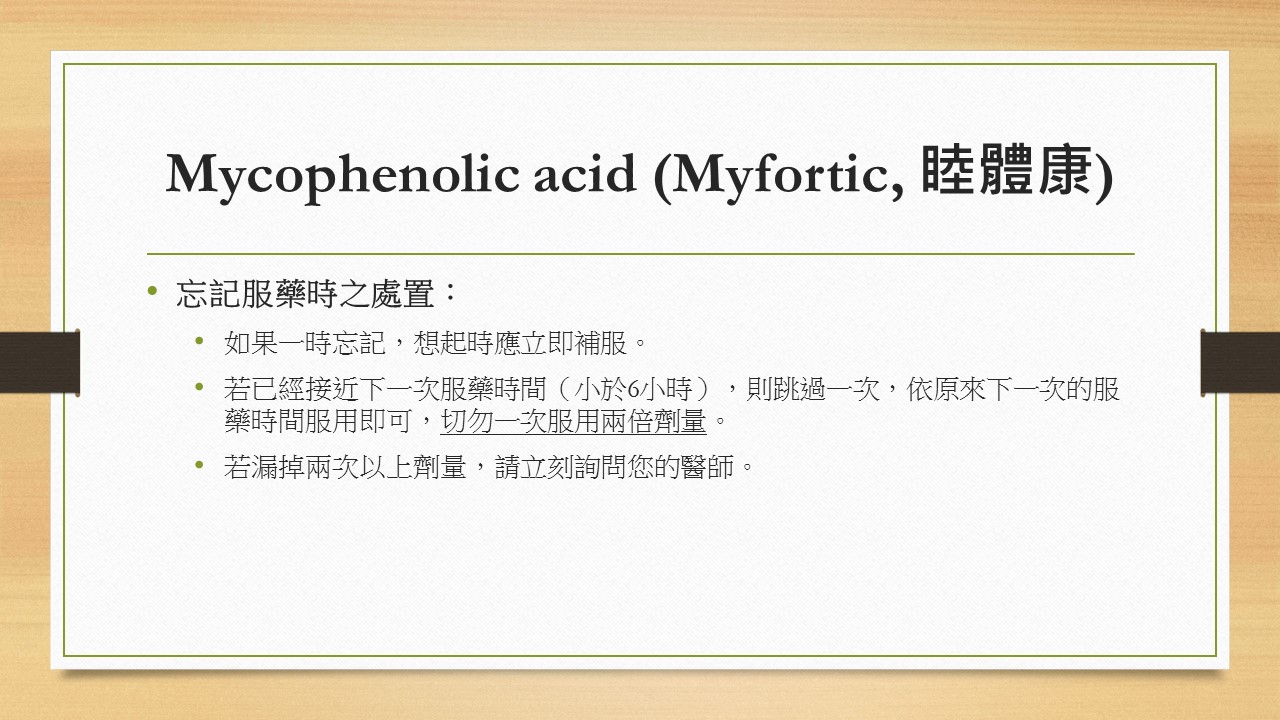 Mycophenolic acid (Myfortic, 睦體康)
忘記服藥時之處置：
如果一時忘記，想起時應立即補服。
若已經接近下一次服藥時間（小於6小時），則跳過一次，依原來下一次的服
藥時間服用即可，切勿一次服用兩倍劑量。
若漏掉兩次以上劑量，請立刻詢問您的醫師。